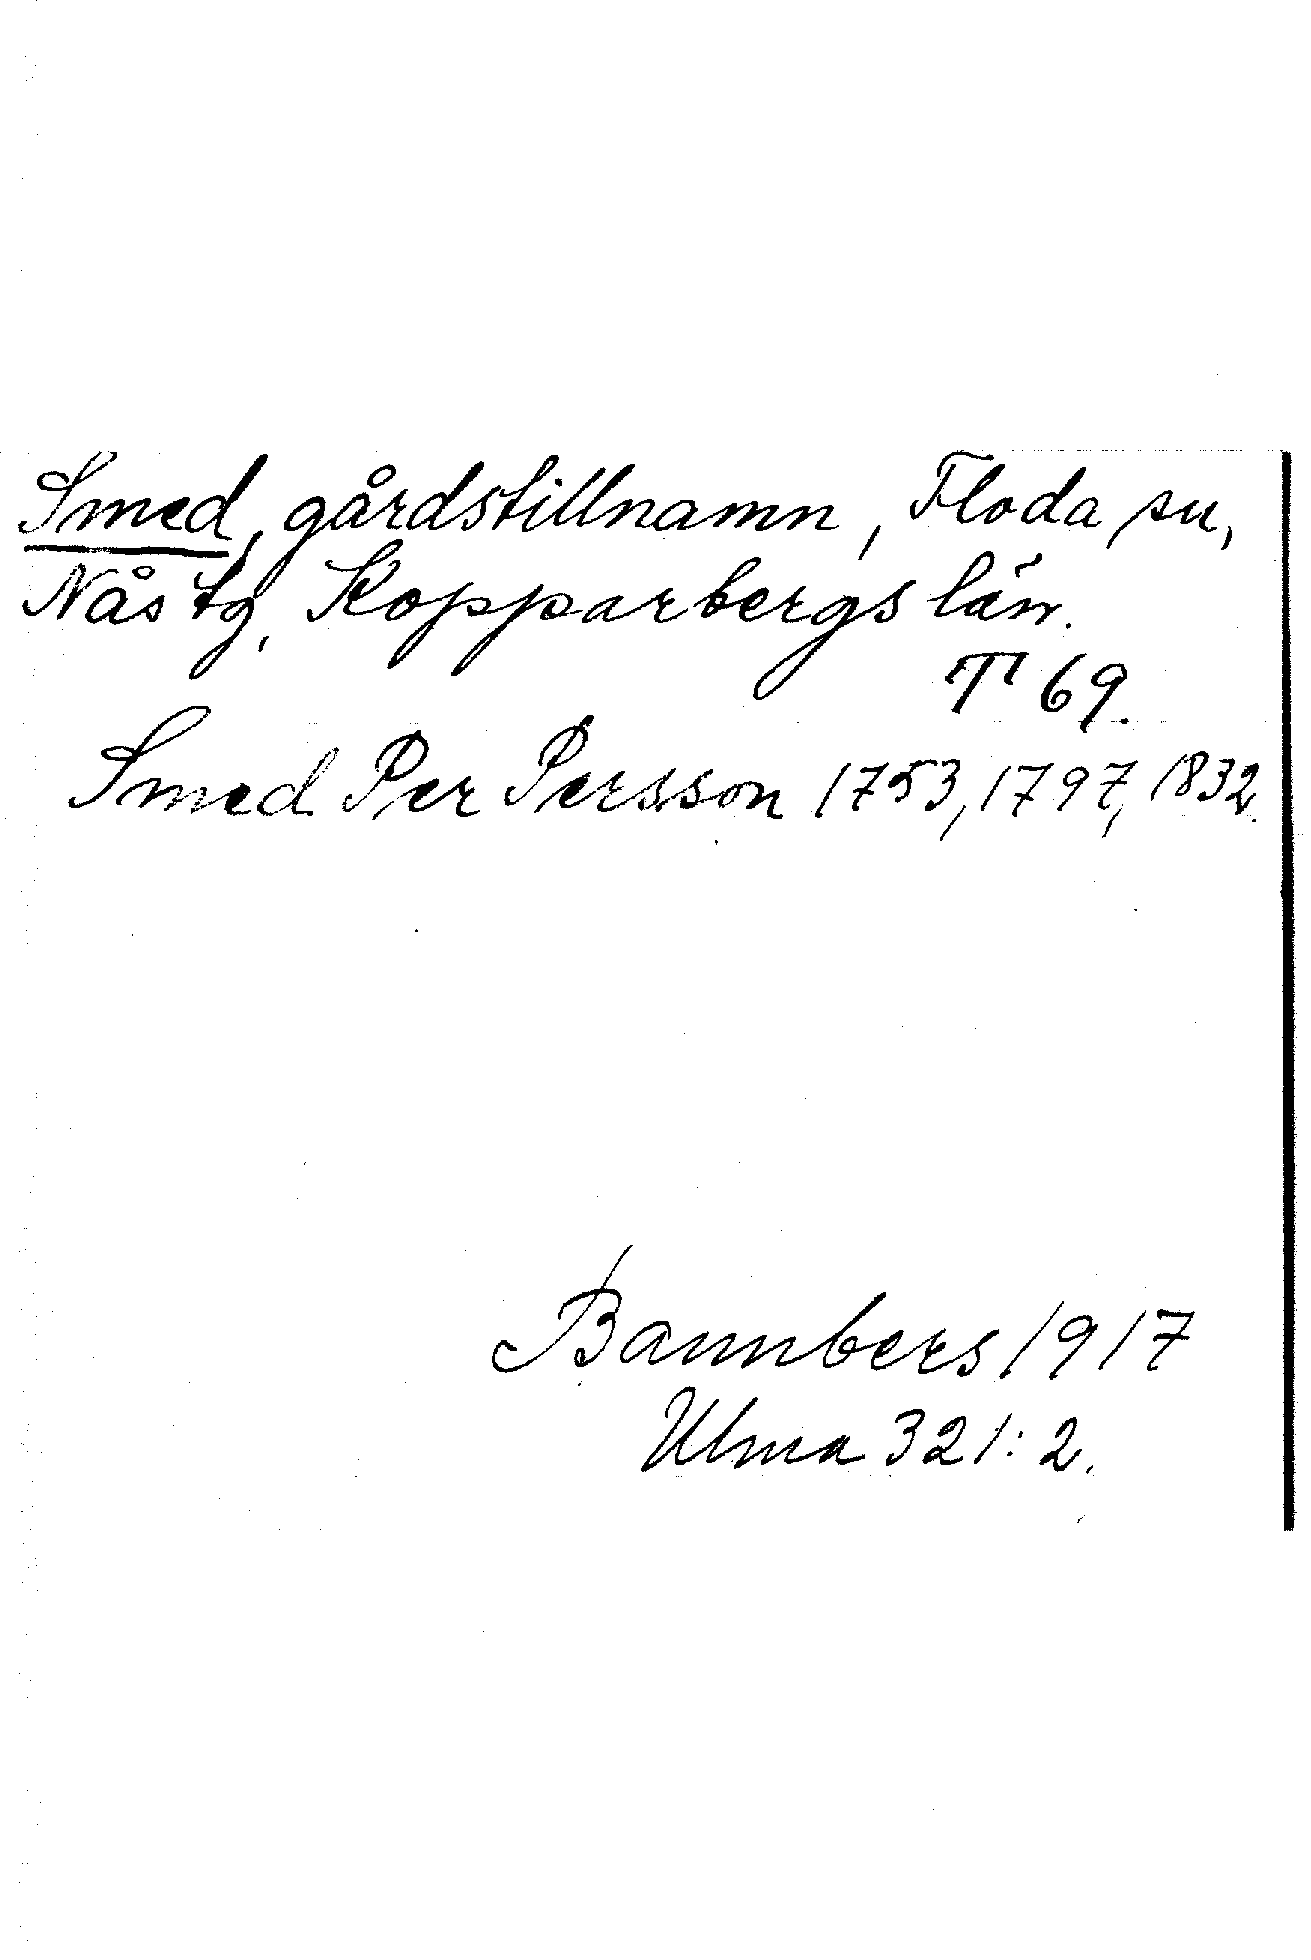 Smed, gårdstillnamn, Floda sn,
Nås tg, Kopparbergs län.
T 69.
Smed Per Persson 1753, 1797, 1832.
Bannbers 1917
Ulma 321:2.